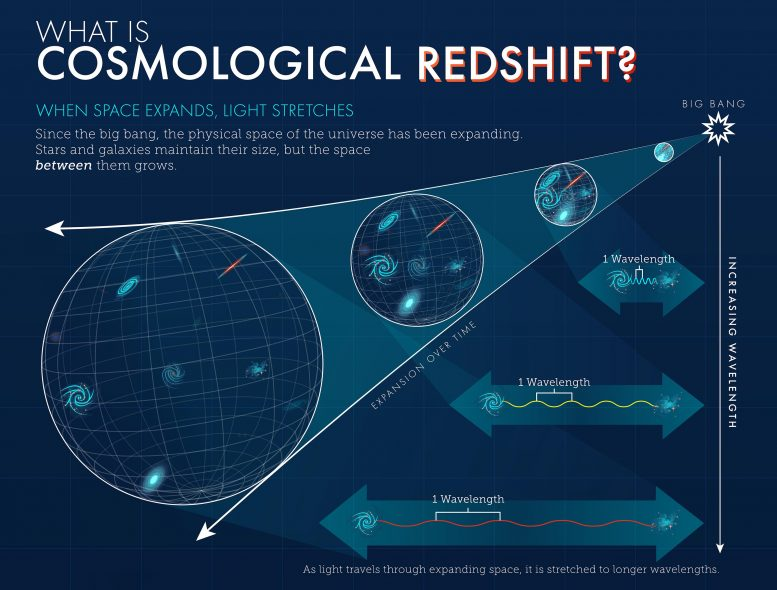 WHAT IS
COSMOLOGICAL REDSHIFT?
WHEN SPACE EXPANDS, LIGHT STRETCHES
BIG BANG
Since the big bang, the physical space of the universe has been expanding.
Stars and galaxies maintain their size, but the space
between them grows.
1 Wavelength
INCREASING WAVELENGTH
EXPANSION OVER TIME
1 Wavelength
1 Wavelength
As light travels through expanding space, it is stretched to longer wavelengths.